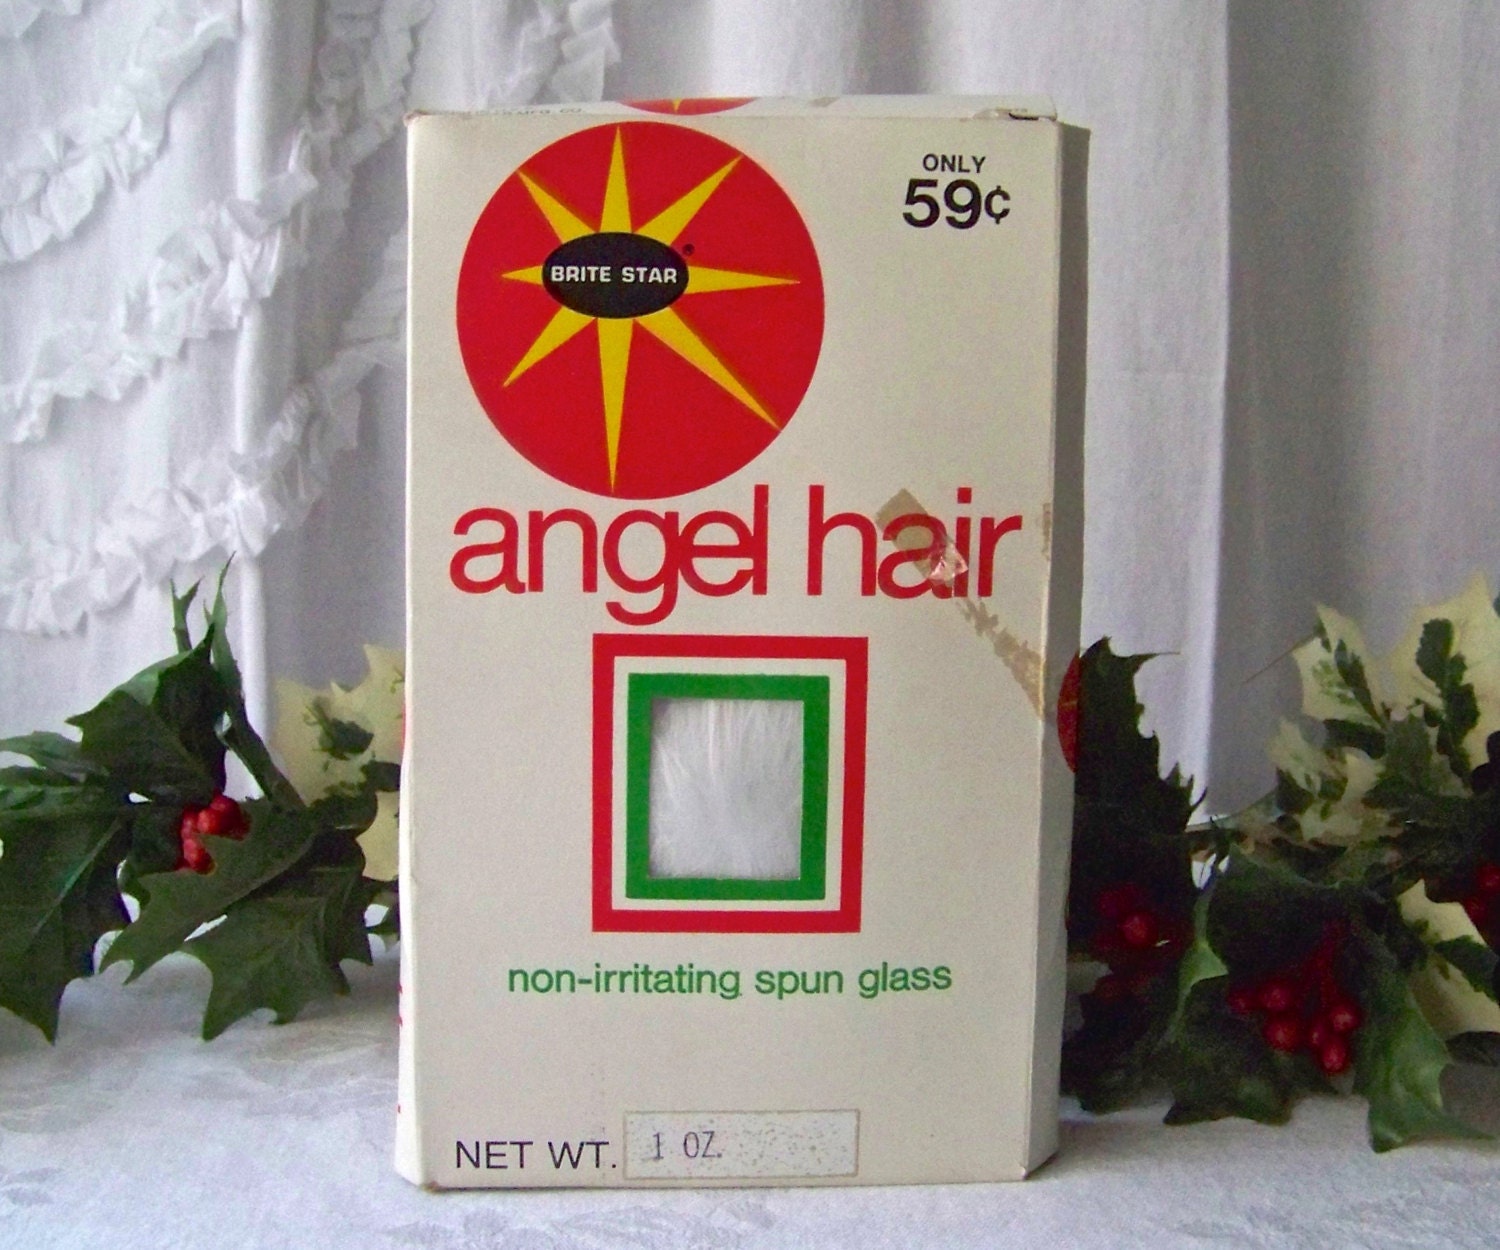 ONLY
59¢
BRITE STAR®
angel hair
non-irritating spun glass
NET WT. 1 OZ.